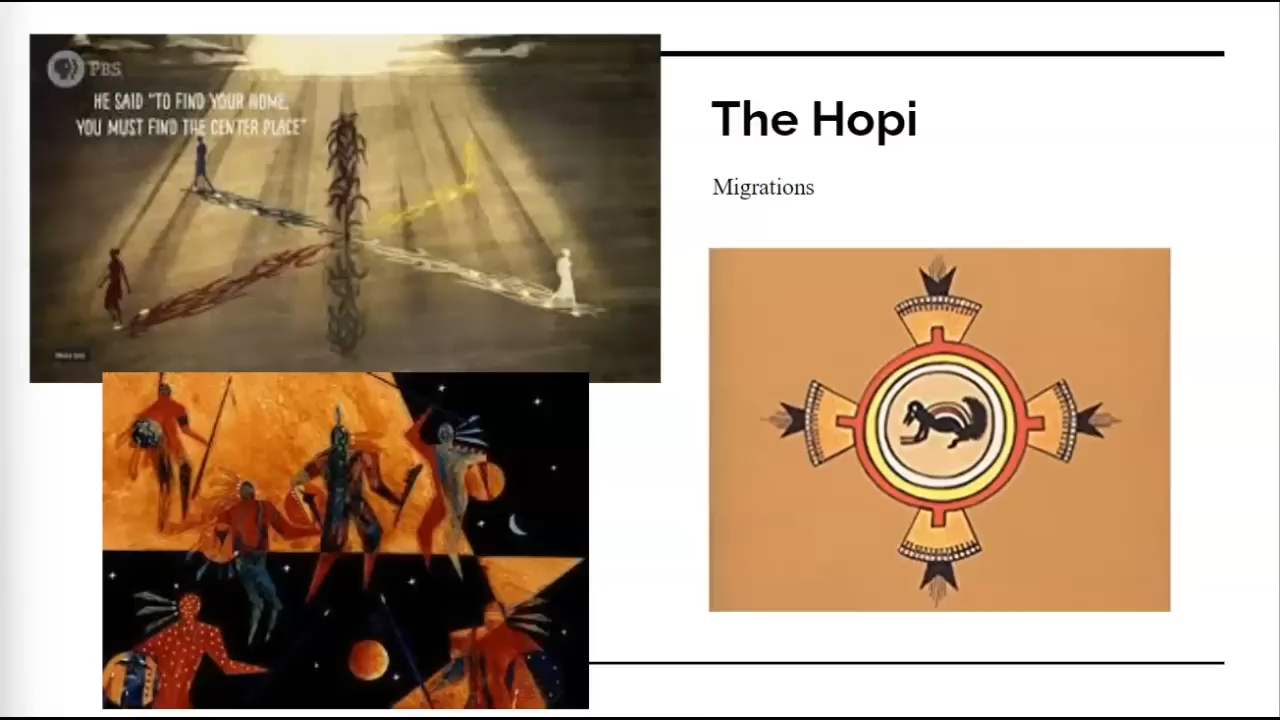 PBS
HE SAID "TO FIND YOUR HOME,
YOU MUST FIND THE CENTER PLACE"
The Hopi
Migrations